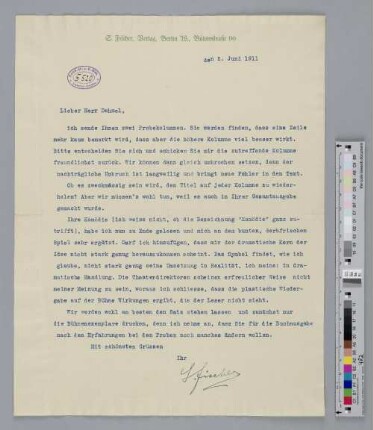 S. Fischer, Verlag, Berlin W., Bülowstraße 90
den 2. Juni 1911
Lieber Herr Dehmel,
ich sende Ihnen zwei Probekolumnen. Sie werden finden, dass eine Zeile
mehr kaum bemerkt wird, dass aber die höhere Kolumne viel besser wirkt.
Bitte entscheiden Sie sich und schicken Sie mir die zutreffende Kolumne
freundlichst zurück. Wir können dann gleich umbrechen setzen, denn der
nachträgliche Umbruch ist langweilig und bringt neue Fehler in den Text.
Ob es zweckmässig sein wird, den Titel auf jeder Kolumne zu wieder-
holen? Aber wir müssen's wohl tun, weil es auch in Ihrer Gesamtausgabe
gemacht wurde.
Ihre Komödie (ich weiss nicht, ob die Bezeichnung "Komödie" ganz zu-
trifft), habe ich nun zu Ende gelesen und mich an dem bunten, derbfrischen
Spiel sehr ergötzt. Darf ich hinzufügen, dass mir der dramatische Kern der
Idee nicht stark genug herausgekommen scheint. Das Symbol findet, wie ich
glaube, nicht stark genug seine Umsetzung in Realität, ich meine: in dra-
matische Handlung. Die Theaterdirektoren scheinen erfreulicher Weise nicht
meiner Meinung zu sein, woraus ich schliesse, dass die plastische Wieder-
gabe auf der Bühne Wirkungen ergibt, die der Leser nicht sieht.
Wir werden wohl am besten den Satz stehen lassen und zunächst nur
die Bühnenexemplare drucken, denn ich nehme an, dass Sie für die Buchausgabe
nach den Erfahrungen bei den Proben noch manches ändern wollen.
Mit schönsten Grüssen
Ihr
S. Fischer